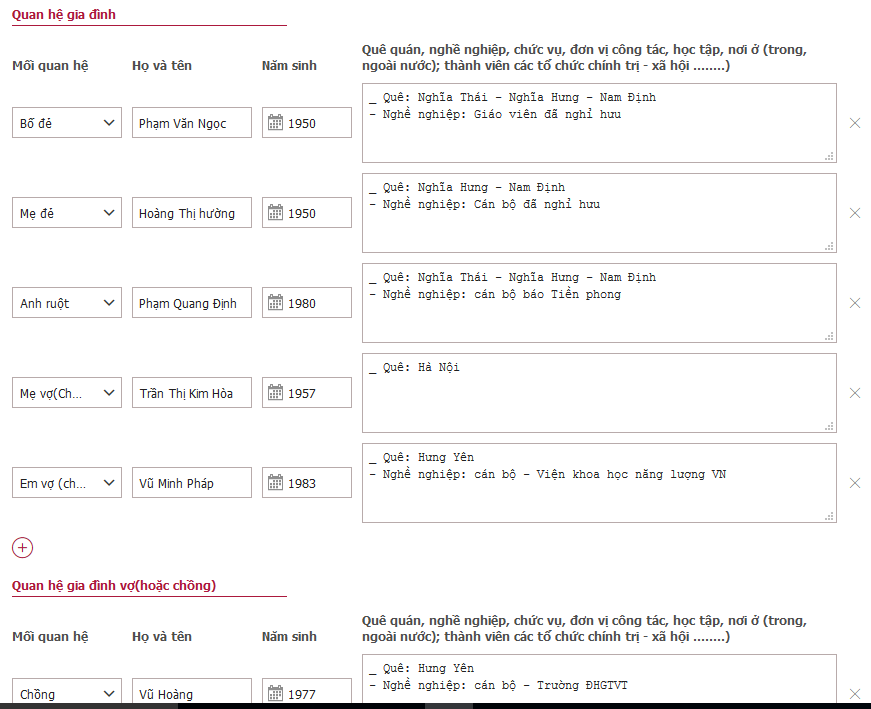 Quan hệ gia đình
Mối quan hệ Họ và tên Năm sinh Quê quán, nghề nghiệp, chức vụ, đơn vị công tác, học tập, nơi ở (trong,
ngoài nước); thành viên các tổ chức chính trị - xã hội ........)
Bố đẻ Phạm Văn Ngọc 1950 _ Quê: Nghĩa Thái - Nghĩa Hưng - Nam Định
- Nghề nghiệp: Giáo viên đã nghỉ hưu
Mẹ đẻ Hoàng Thị hường 1950 _ Quê: Nghĩa Hưng - Nam Định
- Nghề nghiệp: Cán bộ đã nghỉ hưu
Anh ruột Phạm Quang Định 1980 _ Quê: Nghĩa Thái - Nghĩa Hưng - Nam Định
- Nghề nghiệp: cán bộ báo Tiền phong
Mẹ vợ(Ch... Trần Thị Kim Hòa 1957 _ Quê: Hà Nội
Em vợ (ch... Vũ Minh Pháp 1983 _ Quê: Hưng Yên
- Nghề nghiệp: cán bộ - Viện khoa học năng lượng VN
Quan hệ gia đình vợ(hoặc chồng)
Mối quan hệ Họ và tên Năm sinh Quê quán, nghề nghiệp, chức vụ, đơn vị công tác, học tập, nơi ở (trong,
ngoài nước); thành viên các tổ chức chính trị - xã hội ........)
Chồng Vũ Hoàng 1977 _ Quê: Hưng Yên
- Nghề nghiệp: cán bộ - Trường ĐHGTVT